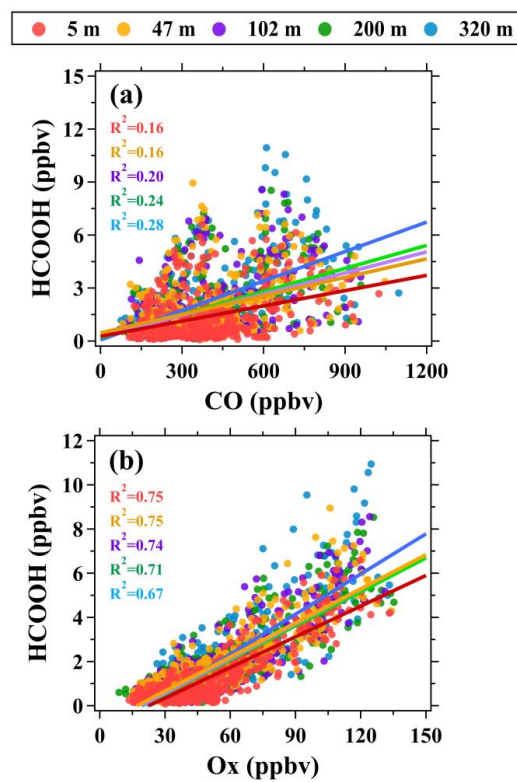 5 m 47 m 102 m 200 m 320 m
(a)
R²=0.16
R²=0.16
R²=0.20
R²=0.24
R²=0.28
HCOOH (ppbv)
15
12
9
6
3
0
0 300 600 900 1200
CO (ppbv)
(b)
R²=0.75
R²=0.75
R²=0.74
R²=0.71
R²=0.67
HCOOH (ppbv)
12
10
8
6
4
2
0
0 30 60 90 120 150
Ox (ppbv)